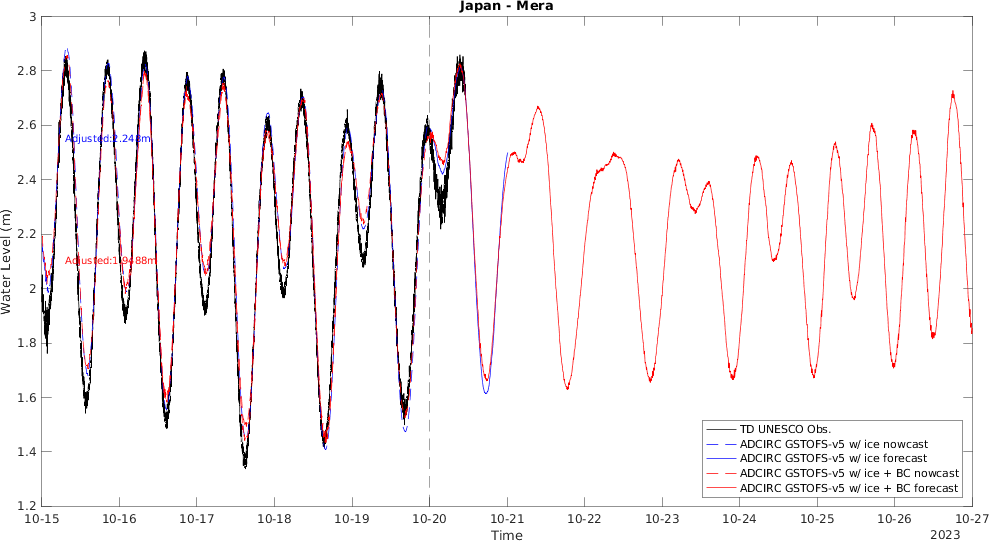 Japan - Mera
3
2.8
2.6
2.4
2.2
2
1.8
1.6
1.4
1.2
Water Level (m)
Adjusted:2.248m
Adjusted:1.9488m
TD UNESCO Obs.
ADCIRC GSTOFS-v5 w/ ice nowcast
ADCIRC GSTOFS-v5 w/ ice forecast
ADCIRC GSTOFS-v5 w/ ice + BC nowcast
ADCIRC GSTOFS-v5 w/ ice + BC forecast
10-15 10-16 10-17 10-18 10-19 10-20 10-21 10-22 10-23 10-24 10-25 10-26 10-27
Time
2023